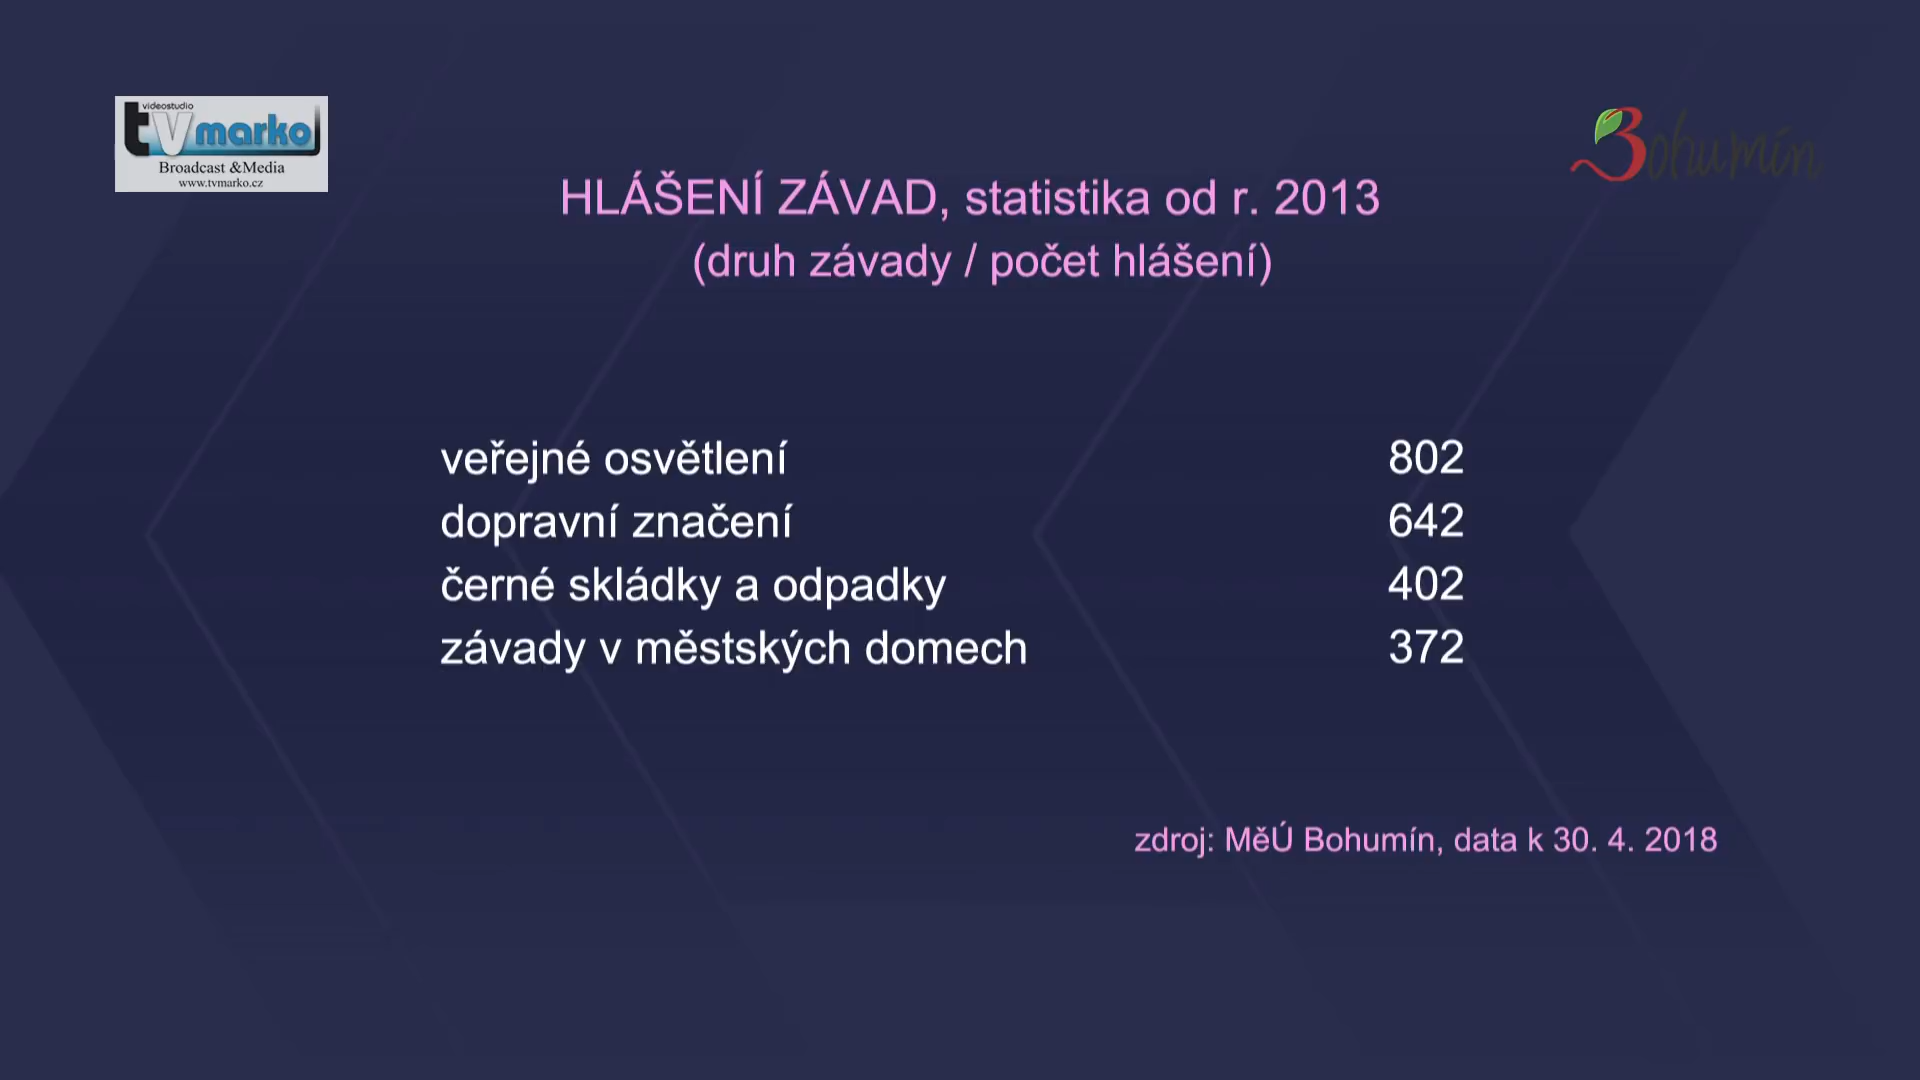 videostudio
tvmarko
Broadcast &Media
www.tvmarko.cz
Bohumín
HLÁŠENÍ ZÁVAD, statistika od r. 2013
(druh závady / počet hlášení)
veřejné osvětlení 802
dopravní značení 642
černé skládky a odpadky 402
závady v městských domech 372
zdroj: MěÚ Bohumín, data k 30. 4. 2018